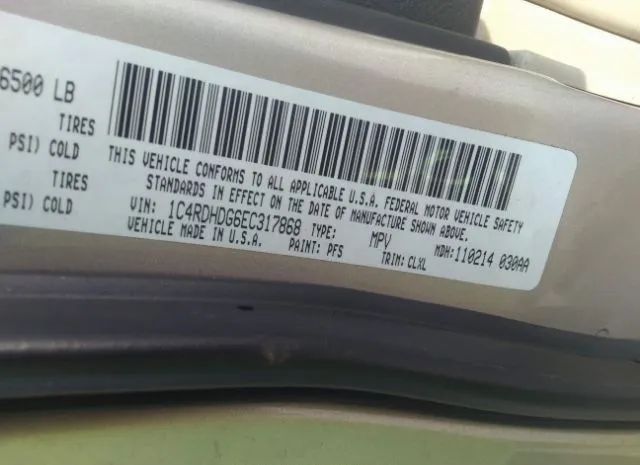 6500 LB
TIRES
PSI) COLD
TIRES
PSI) COLD
THIS VEHICLE CONFORMS TO ALL APPLICABLE U.S.A. FEDERAL MOTOR VEHICLE SAFETY
STANDARDS IN EFFECT ON THE DATE OF MANUFACTURE SHOWN ABOVE.
VIN: 1C4RDHDG6EC317868 TYPE: MPV MDH:110214 030AA
VEHICLE MADE IN U.S.A. PAINT: PFS TRIM:CLXL